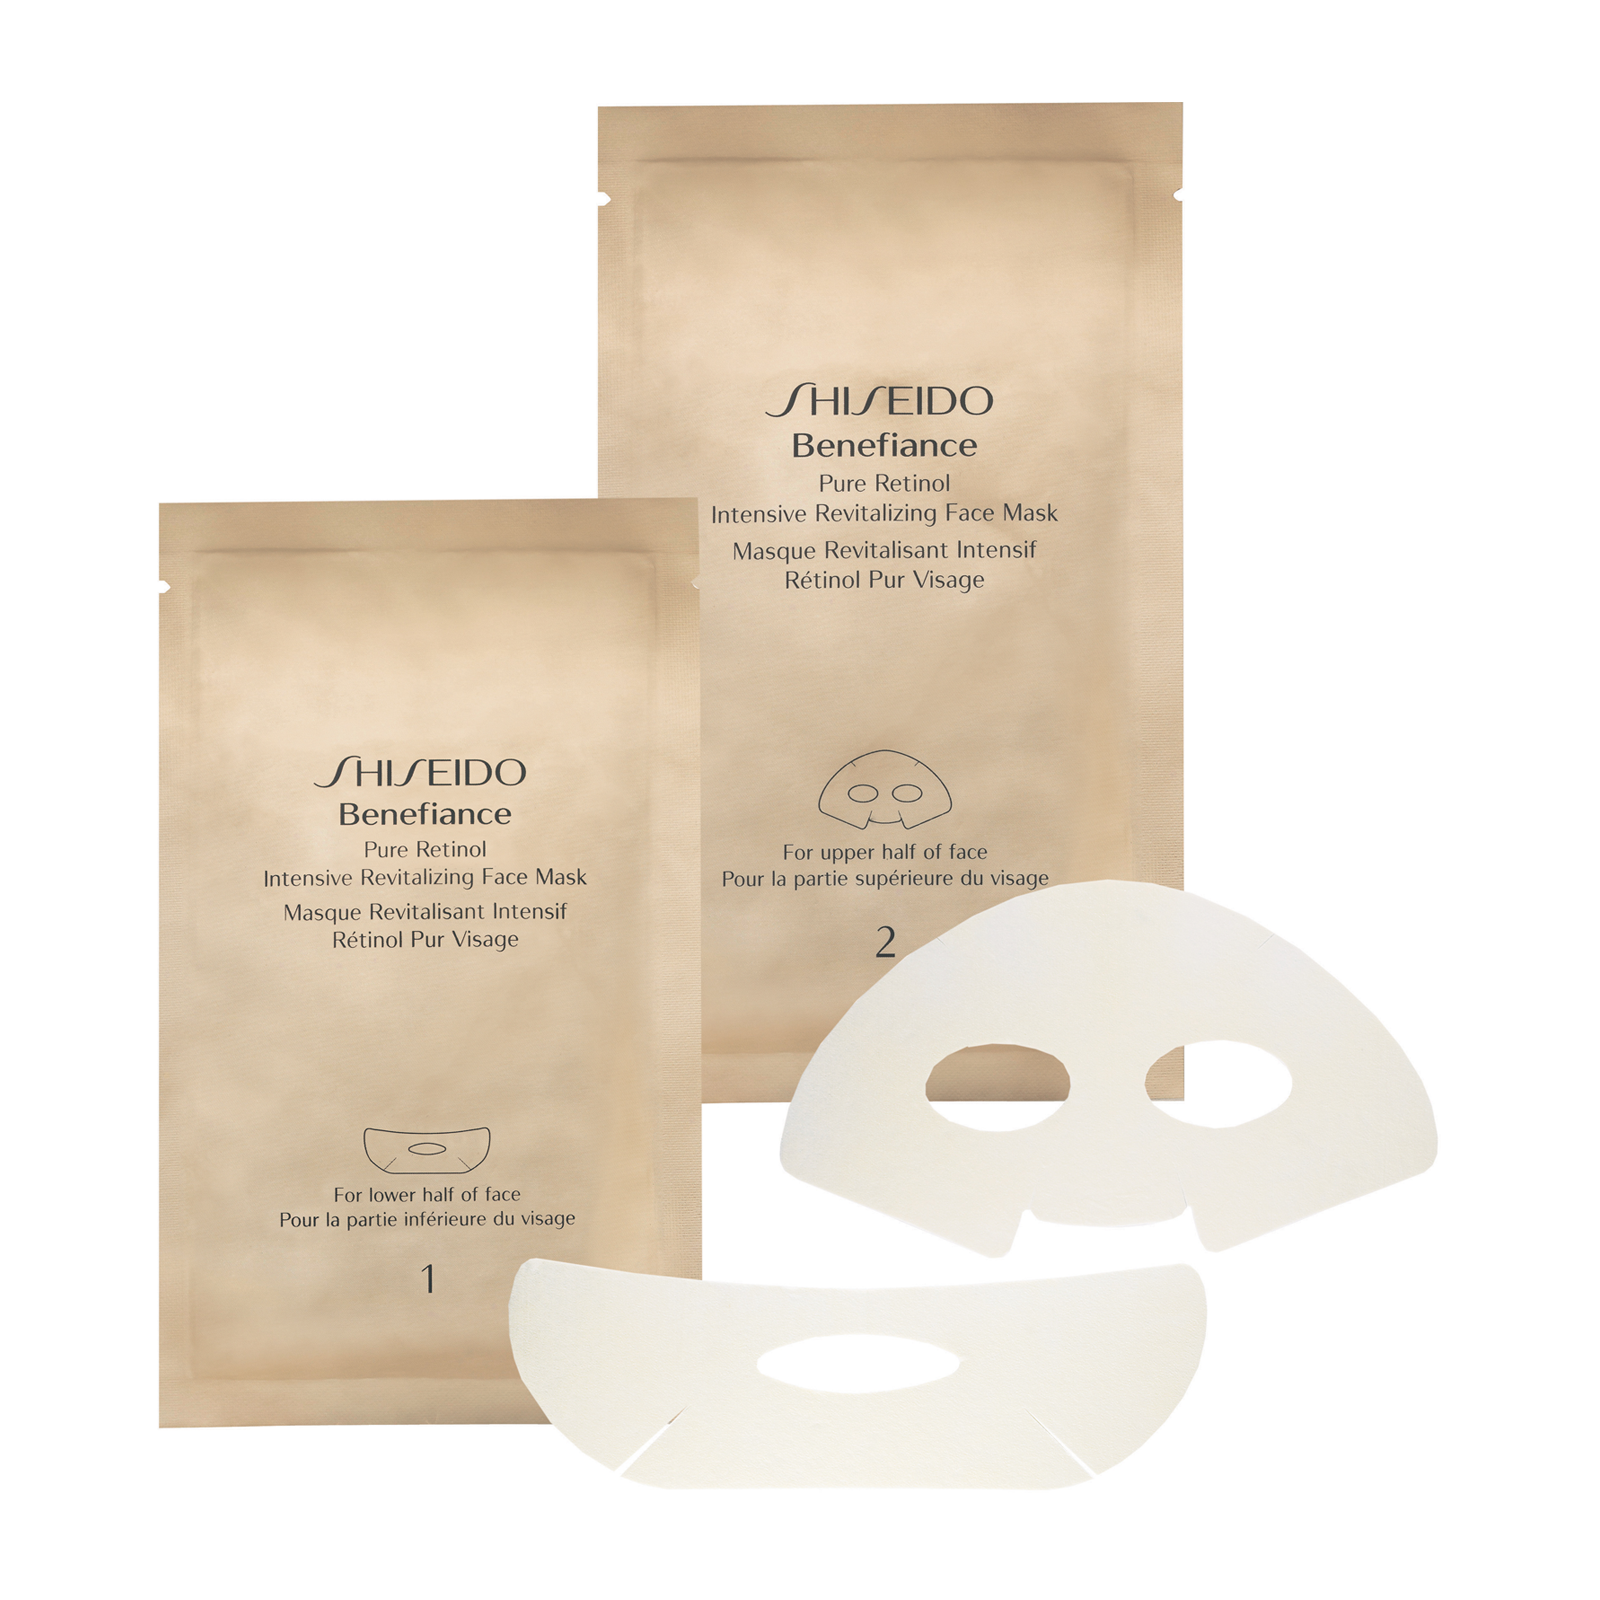 SHISEIDO
Benefiance
Pure Retinol
Intensive Revitalizing Face Mask
Masque Revitalisant Intensif
Rétinol Pur Visage
For upper half of face
Pour la partie supérieure du visage
2
SHISEIDO
Benefiance
Pure Retinol
Intensive Revitalizing Face Mask
Masque Revitalisant Intensif
Rétinol Pur Visage
For lower half of face
Pour la partie inférieure du visage
1